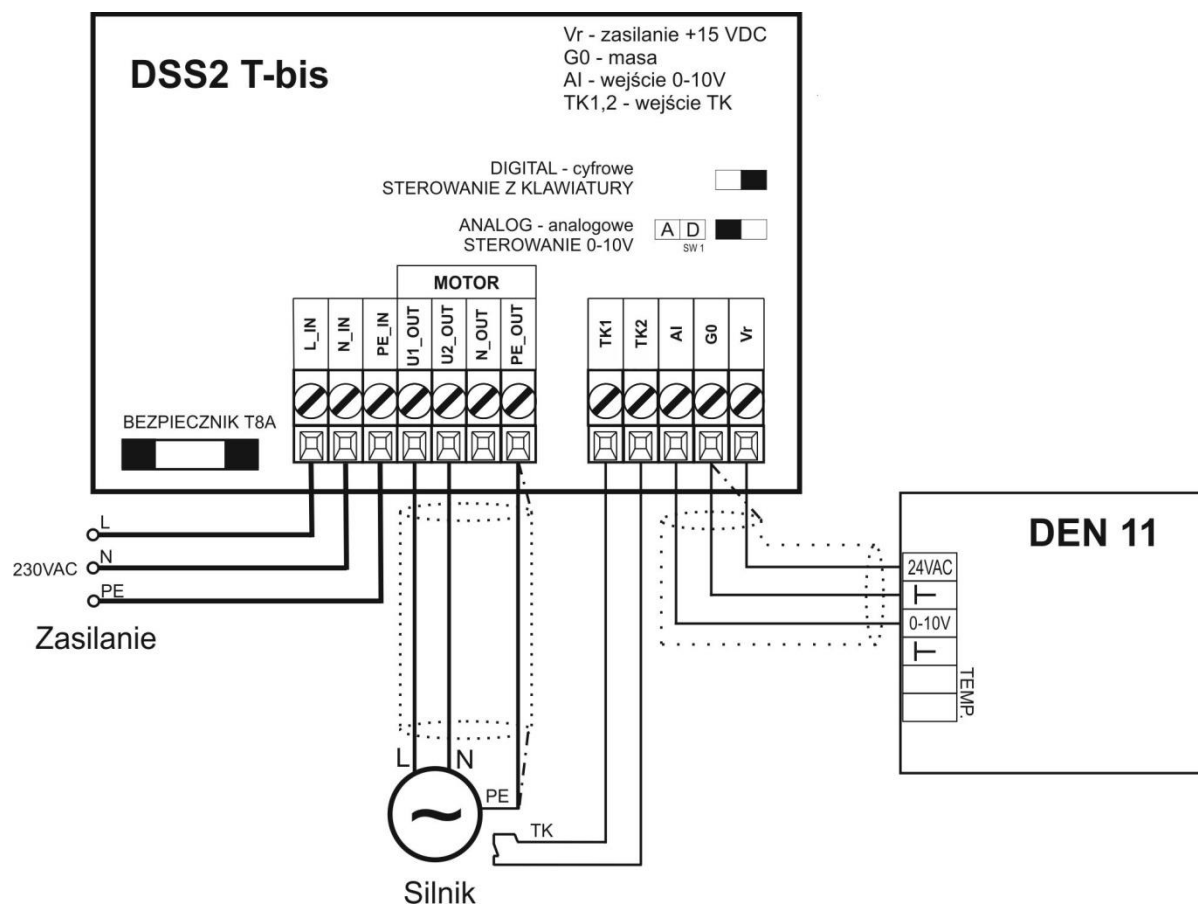 DSS2 T-bis
Vr - zasilanie +15 VDC
G0 - masa
AI - wejście 0-10V
TK1,2 - wejście TK
DIGITAL - cyfrowe
STEROWANIE Z KLAWIATURY
ANALOG - analogowe
STEROWANIE 0-10V
A D
SW 1
MOTOR
L_IN
N_IN
PE_IN
U1_OUT
U2_OUT
N_OUT
PE_OUT
TK1
TK2
AI
G0
Vr
BEZPIECZNIK T8A
L
230VAC
N
PE
Zasilanie
L
N
PE
TK
Silnik
DEN 11
24VAC
0-10V
TEMP.